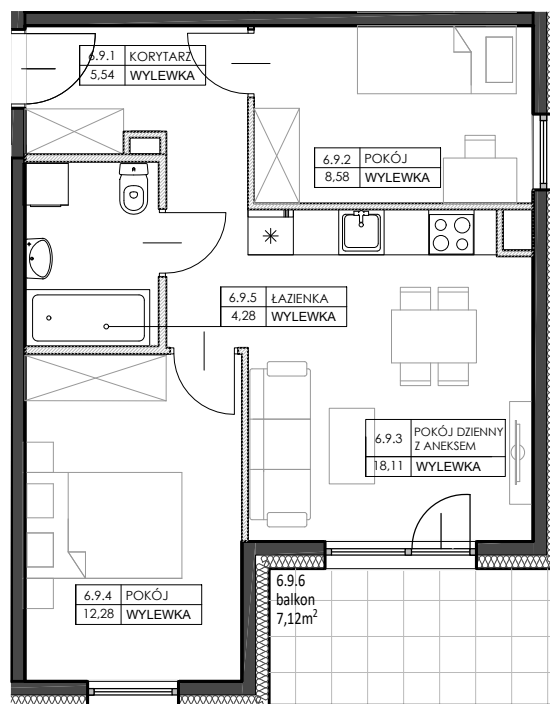 6.9.1 KORYTARZ
5,54 WYLEWKA
6.9.2 POKÓJ
8,58 WYLEWKA
6.9.5 ŁAZIENKA
4,28 WYLEWKA
6.9.3 POKÓJ DZIENNY
Z ANEKSEM
18,11 WYLEWKA
6.9.4 POKÓJ
12,28 WYLEWKA
6.9.6
balkon
7,12m²